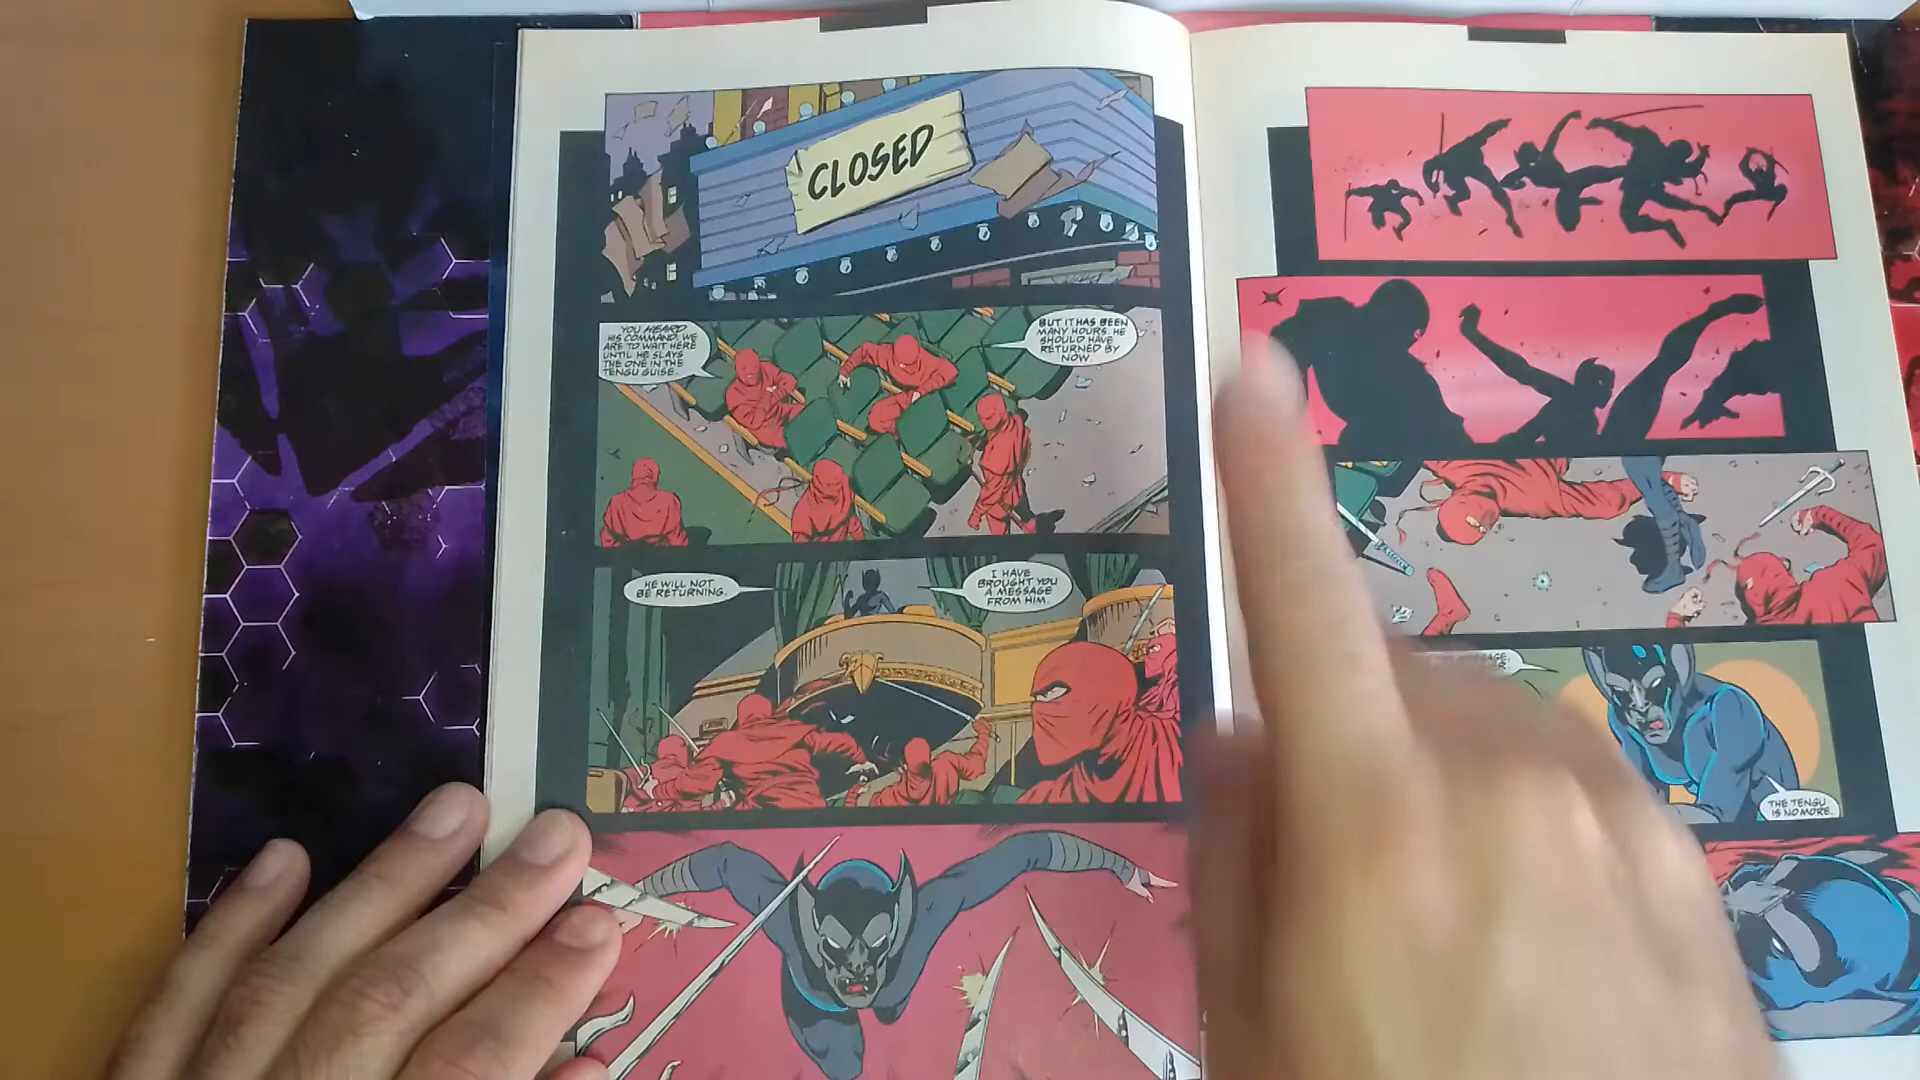 CLOSED
YOU HEARD
HIS COMMAND. WE
ARE TO WAIT HERE
UNTIL HE SLAYS
THE ONE IN THE
TENGU GUISE.
BUT IT HAS BEEN
MANY HOURS. HE
SHOULD HAVE
RETURNED BY
NOW.
HE WILL NOT
BE RETURNING.
I HAVE
BROUGHT YOU
A MESSAGE
FROM HIM.
THE TENGU
IS NO MORE.